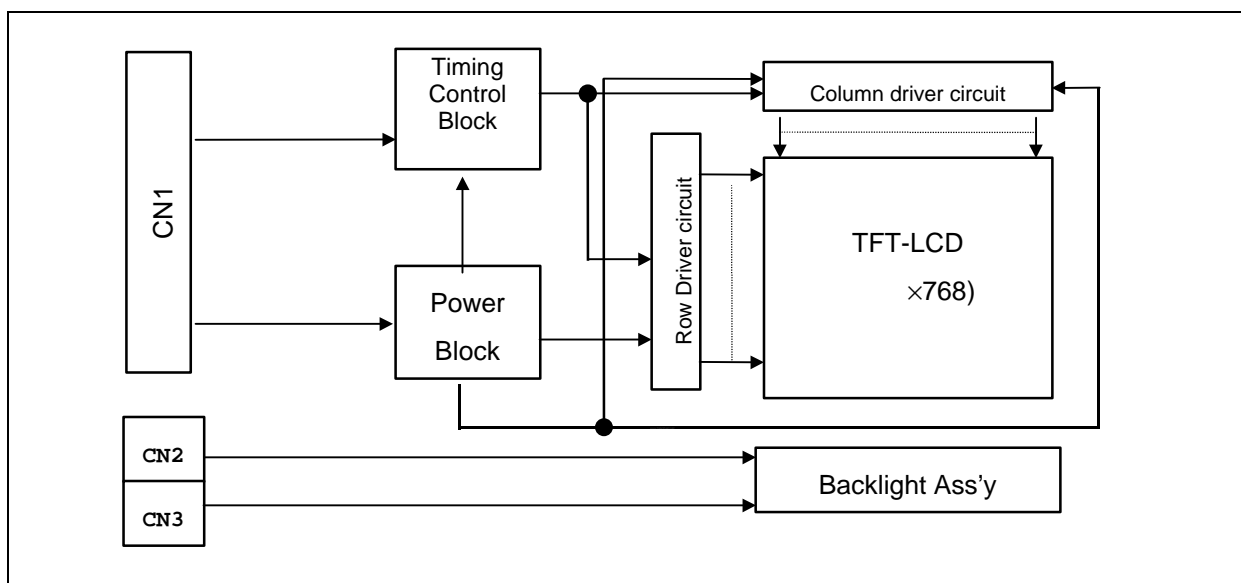 CN1
Timing
Control
Block
Power
Block
Row Driver circuit
Column driver circuit
TFT-LCD
×768)
CN2
CN3
Backlight Ass'y